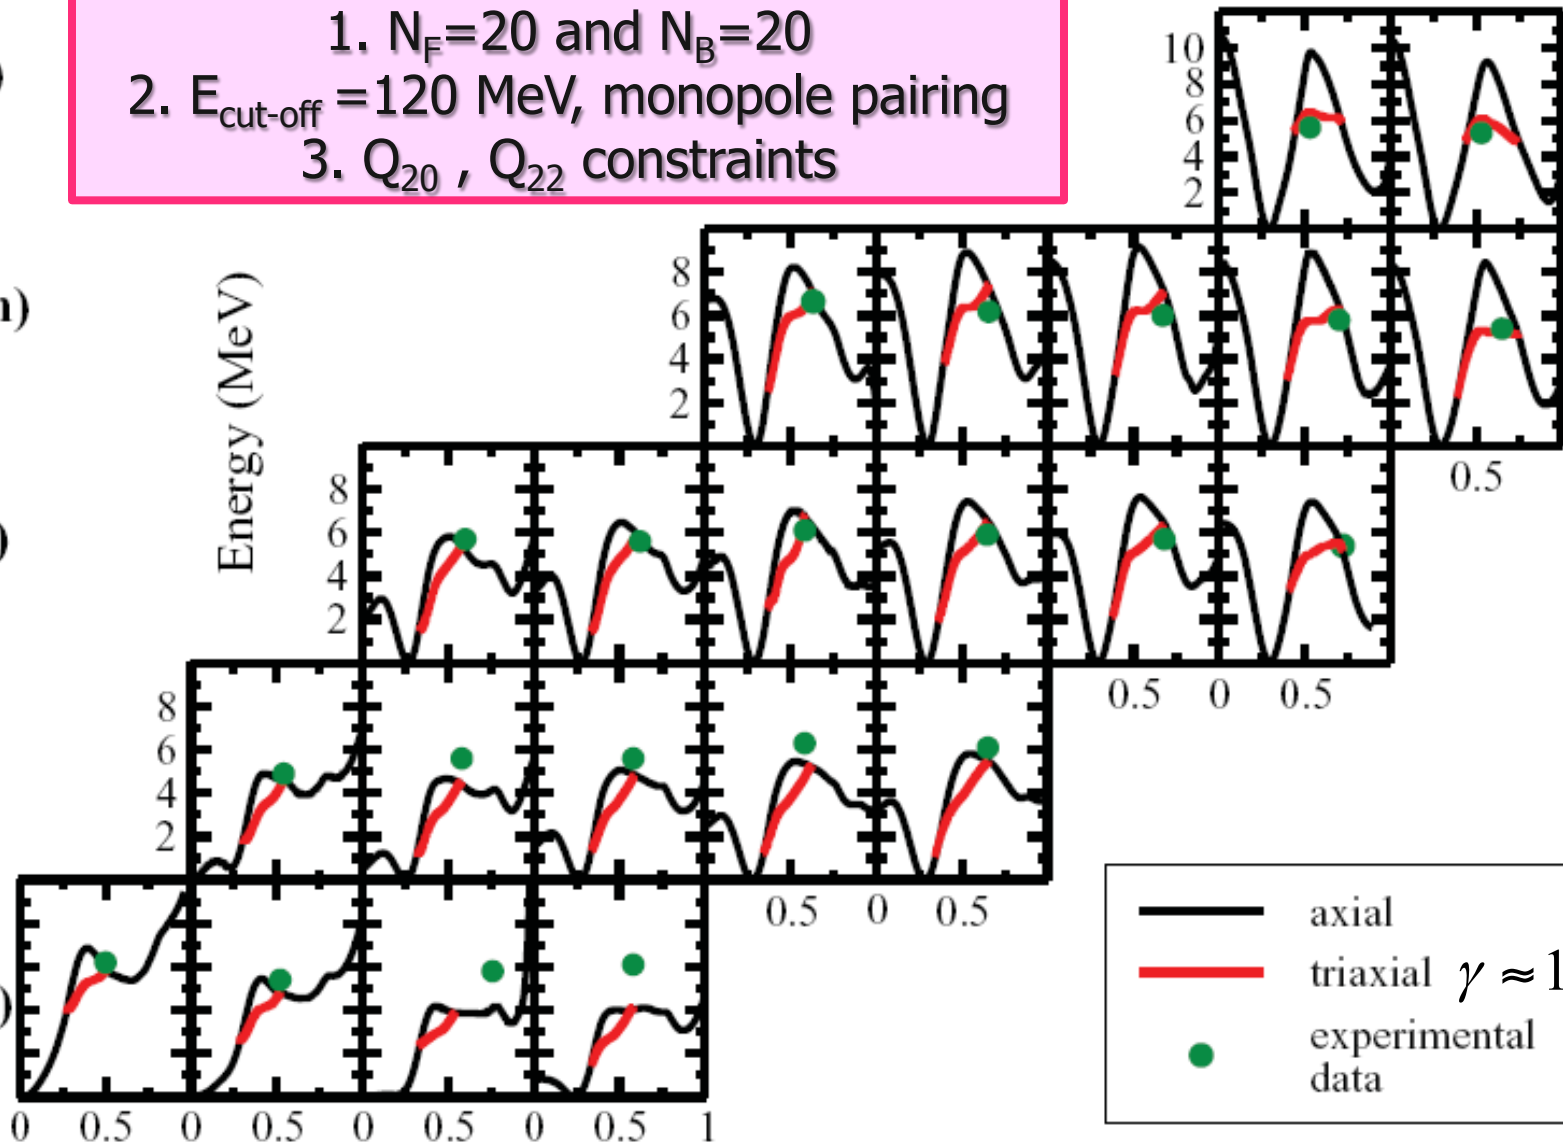 )
1. N_F=20 and N_B=20
2. E_cut-off =120 MeV, monopole pairing
3. Q_20 , Q_22 constraints
10
8
6
4
2
n)
Energy (MeV)
8
6
4
2
0.5
)
8
6
4
2
0.5 0 0.5
8
6
4
2
0.5 0 0.5
)
0 0.5 0 0.5 0 0.5 0 0.5 1
axial
triaxial γ ≈ 1
experimental
data